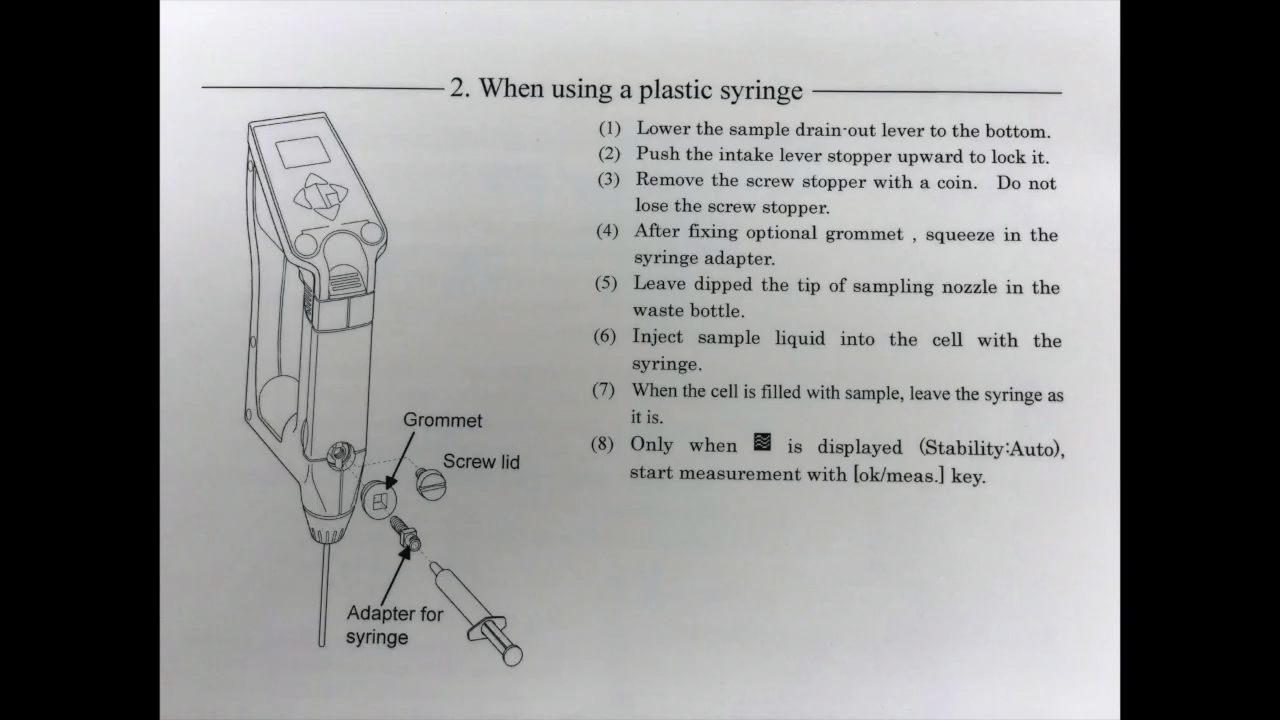 2. When using a plastic syringe
(1) Lower the sample drain-out lever to the bottom.
(2) Push the intake lever stopper upward to lock it.
(3) Remove the screw stopper with a coin. Do not
lose the screw stopper.
(4) After fixing optional grommet , squeeze in the
syringe adapter.
(5) Leave dipped the tip of sampling nozzle in the
waste bottle.
(6) Inject sample liquid into the cell with the
syringe.
(7) When the cell is filled with sample, leave the syringe as
it is.
(8) Only when is displayed (Stability:Auto),
start measurement with [ok/meas.] key.
Grommet
Screw lid
Adapter for
syringe